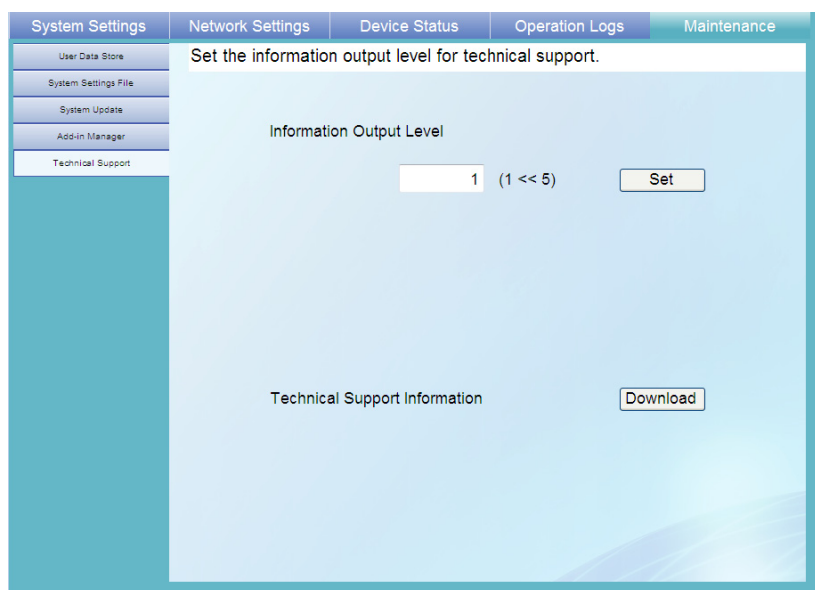 System Settings Network Settings Device Status Operation Logs Maintenance
User Data Store
Set the information output level for technical support.
System Settings File
System Update
Add-in Manager
Technical Support
Information Output Level
1 (1 << 5) Set
Technical Support Information Download